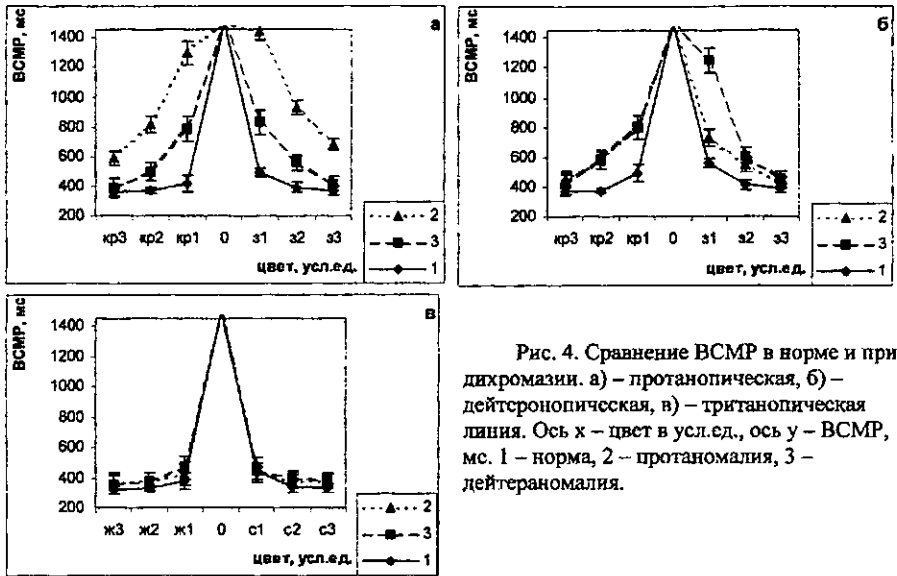 ВСМР, мс
а
1400
1200
1000
800
600
400
200
кр3 кр2 кр1 0 з1 з2 з3
цвет, усл.ед.
2
3
1
ВСМР, мс
б
1400
1200
1000
800
600
400
200
кр3 кр2 кр1 0 з1 з2 з3
цвет, усл.ед.
2
3
1
ВСМР, мс
в
1400
1200
1000
800
600
400
200
ж3 ж2 ж1 0 с1 с2 с3
цвет, усл.ед.
2
3
1
Рис. 4. Сравнение ВСМР в норме и при
дихромазии. а) – протанопическая, б) –
дейтеронопическая, в) – тританопическая
линия. Ось x – цвет в усл.ед., ось y – ВСМР,
мс. 1 – норма, 2 – протаномалия, 3 –
дейтераномалия.